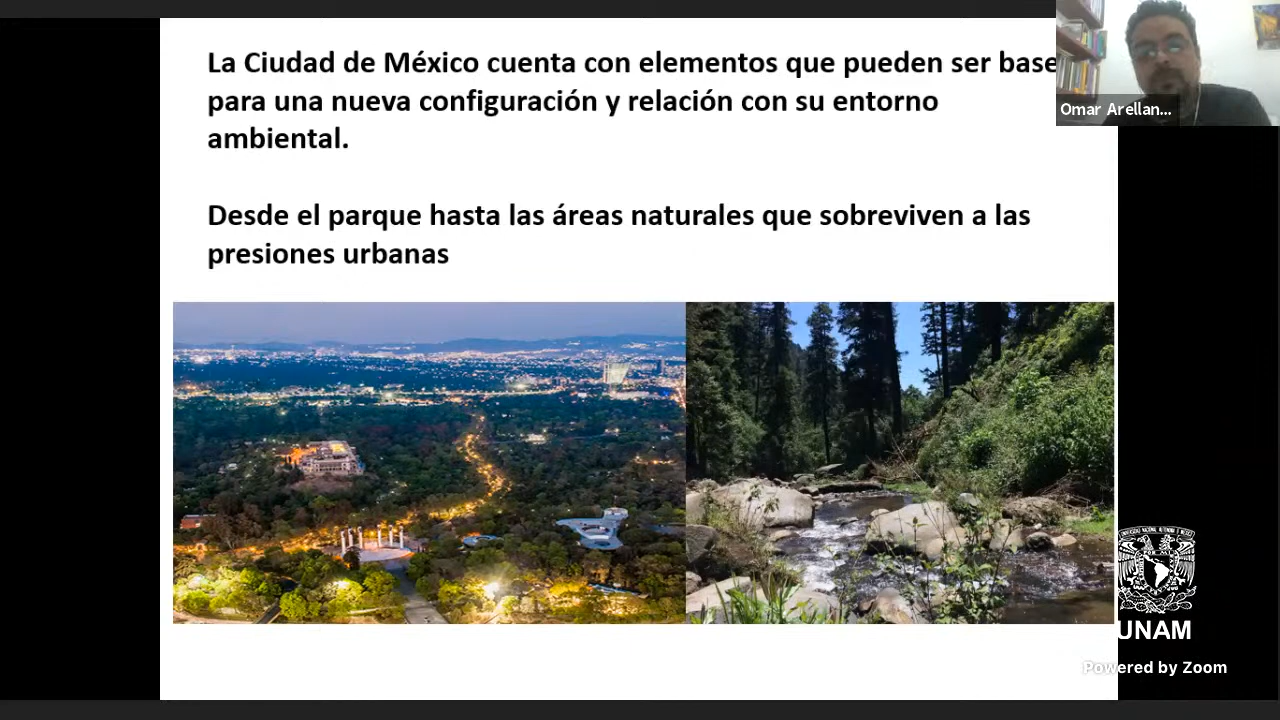 La Ciudad de México cuenta con elementos que pueden ser base
para una nueva configuración y relación con su entorno
ambiental.
Desde el parque hasta las áreas naturales que sobreviven a las
presiones urbanas
Omar Arellan...
UNAM
Powered by Zoom